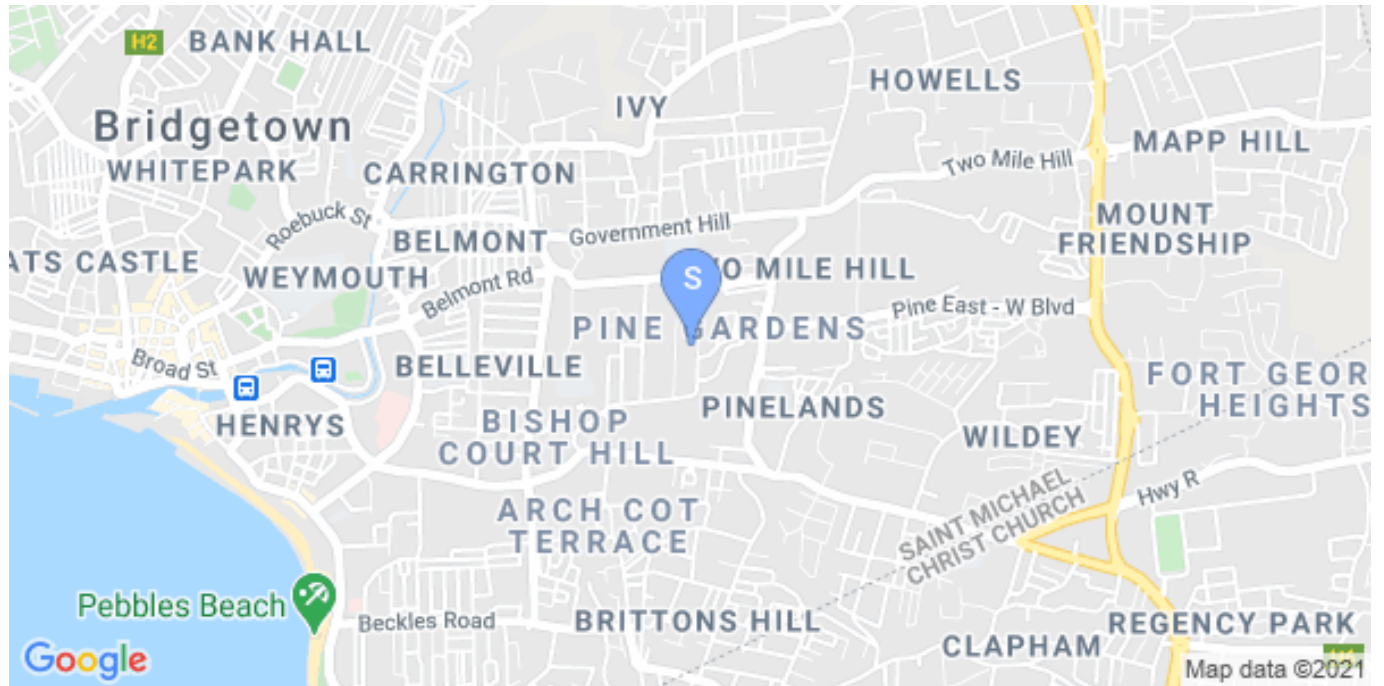 H2
BANK HALL
HOWELLS
IVY
Bridgetown
WHITEPARK
CARRINGTON
Two Mile Hill
MAPP HILL
Roebuck St
BELMONT
Government Hill
MOUNT
FRIENDSHIP
ATS CASTLE
WEYMOUTH
Belmont Rd
S
O MILE HILL
PINE GARDENS
Pine East - W Blvd
Broad St
BELLEVILLE
FORT GEOR
HEIGHTS
HENRYS
BISHOP
COURT HILL
PINELANDS
WILDEY
ARCH COT
TERRACE
SAINT MICHAEL
CHRIST CHURCH
Hwy R
Pebbles Beach
Beckles Road
BRITTONS HILL
CLAPHAM
REGENCY PARK
Google
Map data ©2021